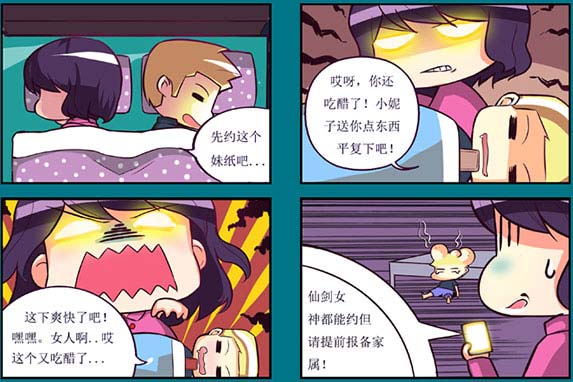 先约这个
妹纸吧...
哎呀，你还
吃醋了！小妮
子送你点东西
平复下吧！
这下爽快了吧！
嘿嘿。女人啊..哎
这个又吃醋了...
仙剑女
神都能约但
请提前报备家
属！